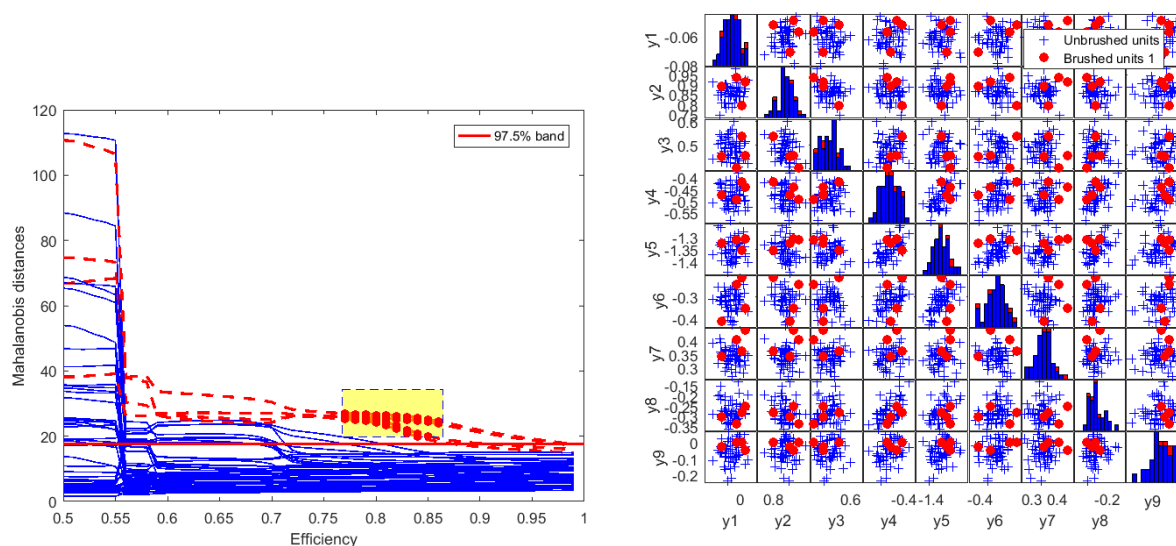 120
100
80
60
40
20
0
Mahalanobis distances
0.5 0.55 0.6 0.65 0.7 0.75 0.8 0.85 0.9 0.95 1
Efficiency
97.5% band
y1
-0.06
-0.08
y2
0.95
0.9
0.85
0.8
0.75
y3
0.6
0.5
y4
-0.4
-0.45
-0.5
-0.55
y5
-1.3
-1.35
-1.4
y6
-0.3
-0.4
y7
0.4
0.35
0.3
y8
-0.15
-0.2
-0.25
-0.3
-0.35
y9
0
-0.1
-0.2
Unbrushed units
Brushed units 1
0 0.8 0.6 -0.4 -1.4 -0.4 0.3 0.4 -0.2
y1 y2 y3 y4 y5 y6 y7 y8 y9